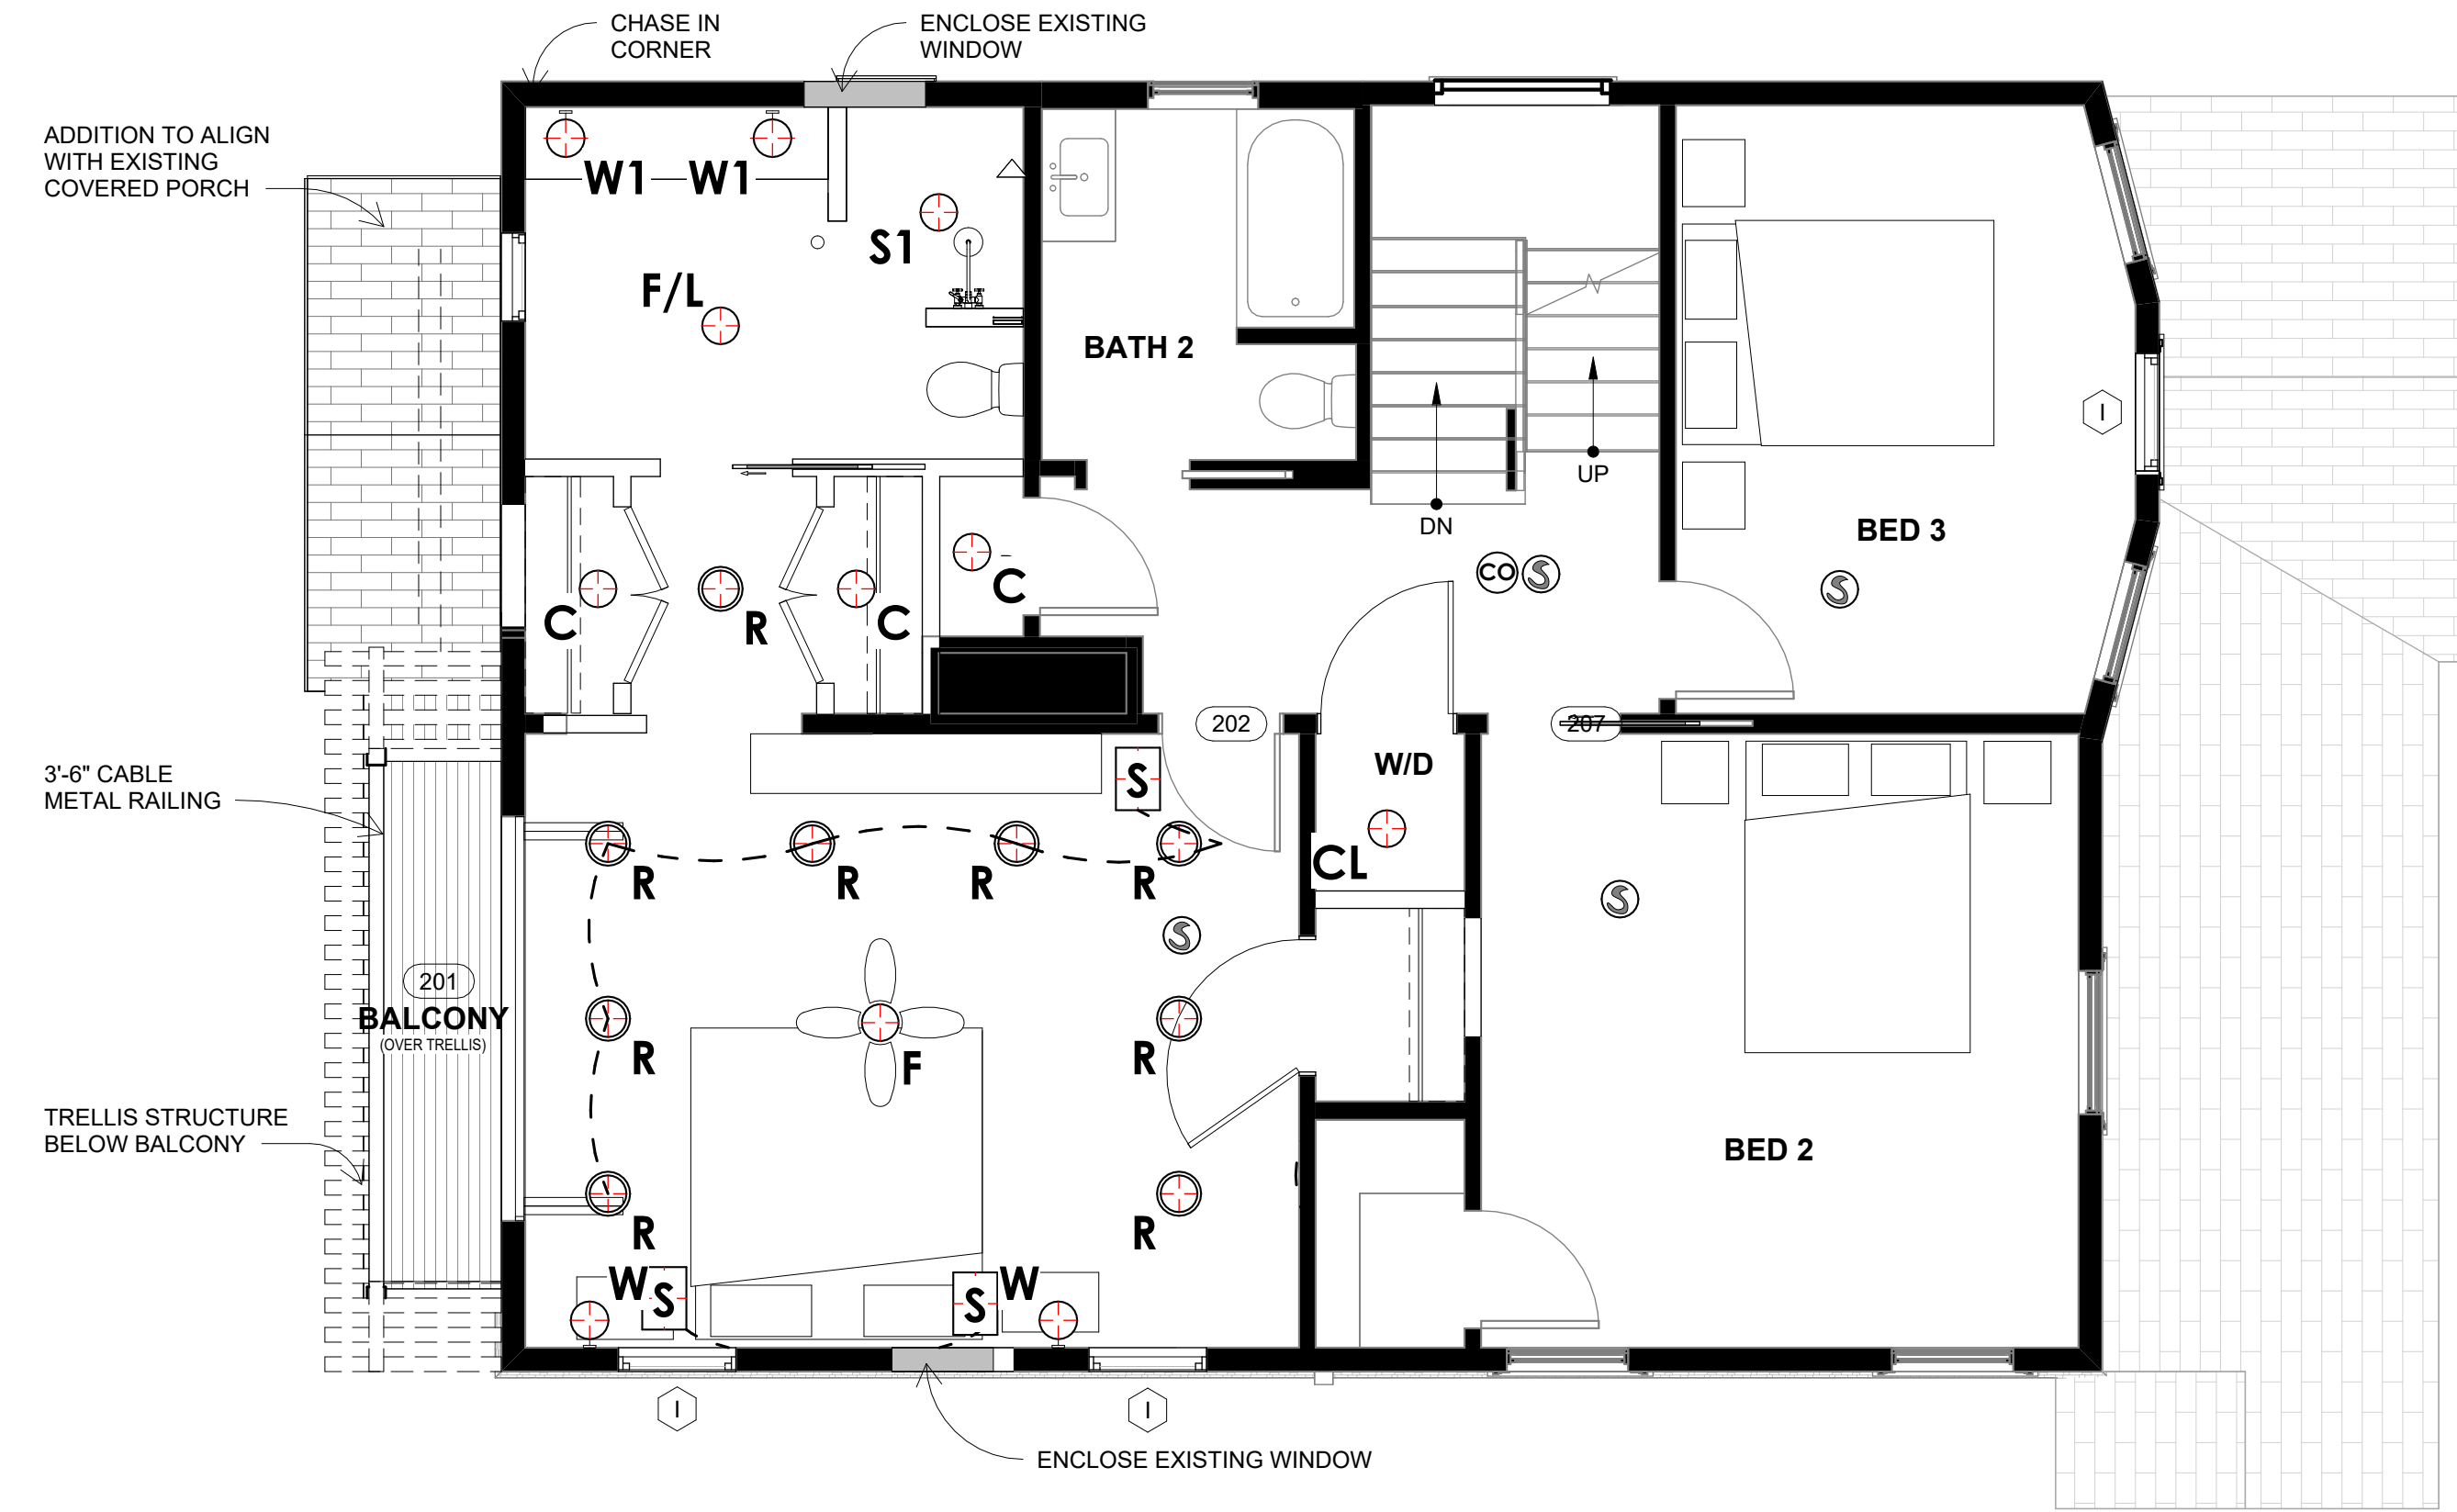 CHASE IN
CORNER
ENCLOSE EXISTING
WINDOW
ADDITION TO ALIGN
WITH EXISTING
COVERED PORCH
W1
W1
S1
F/L
BATH 2
UP
DN
I
BED 3
CO
S
S
C
R
C
C
202
207
3'-6" CABLE
METAL RAILING
S
W/D
CL
R
R
R
R
S
S
201
BALCONY
(OVER TRELLIS)
R
F
R
TRELLIS STRUCTURE
BELOW BALCONY
BED 2
R
R
W
S
S
W
I
I
ENCLOSE EXISTING WINDOW